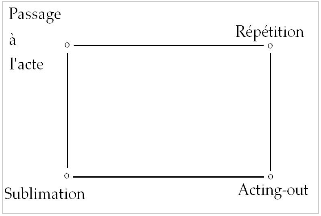 Passage
à
l'acte
Répétition
Sublimation
Acting-out